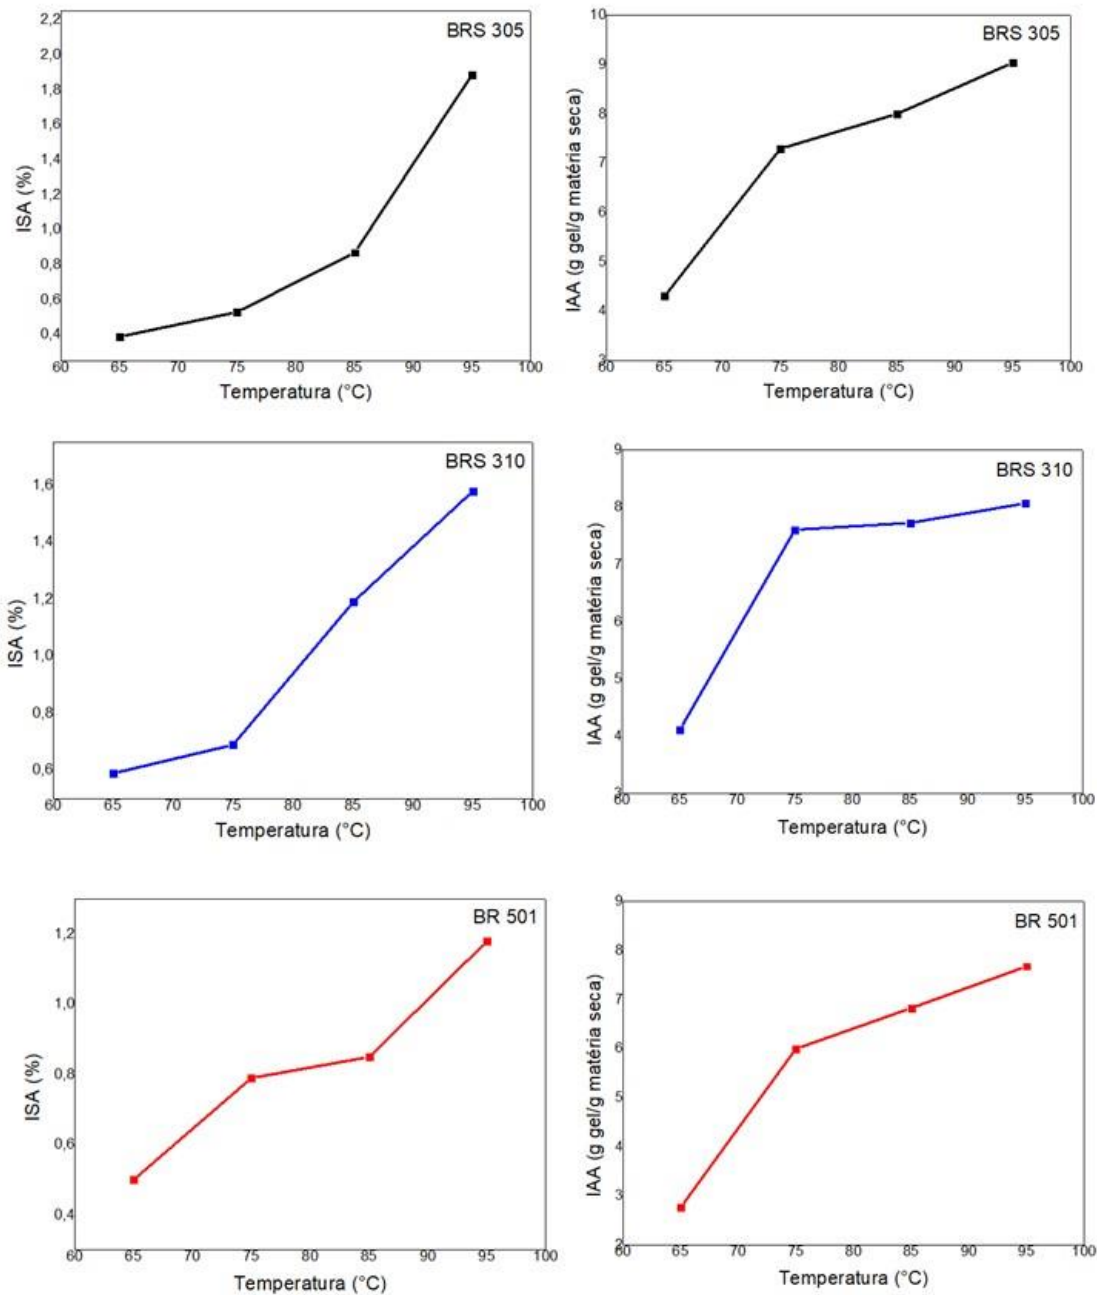 BRS 305
2,2
2,0
1,8
1,6
1,4
1,2
1,0
0,8
0,6
0,4
ISA (%)
60 65 70 75 80 85 90 95 100
Temperatura (°C)
BRS 305
10
9
8
7
6
5
4
3
IAA (g gel/g matéria seca)
60 65 70 75 80 85 90 95 100
Temperatura (°C)
BRS 310
1,6
1,4
1,2
1,0
0,8
0,6
ISA (%)
60 65 70 75 80 85 90 95 100
Temperatura (°C)
BRS 310
9
8
7
6
5
4
3
IAA (g gel/g matéria seca)
60 65 70 75 80 85 90 95 100
Temperatura (°C)
BR 501
1,2
1,0
0,8
0,6
0,4
ISA (%)
60 65 70 75 80 85 90 95 100
Temperatura (°C)
BR 501
9
8
7
6
5
4
3
2
IAA (g gel/g matéria seca)
60 65 70 75 80 85 90 95 100
Temperatura (°C)